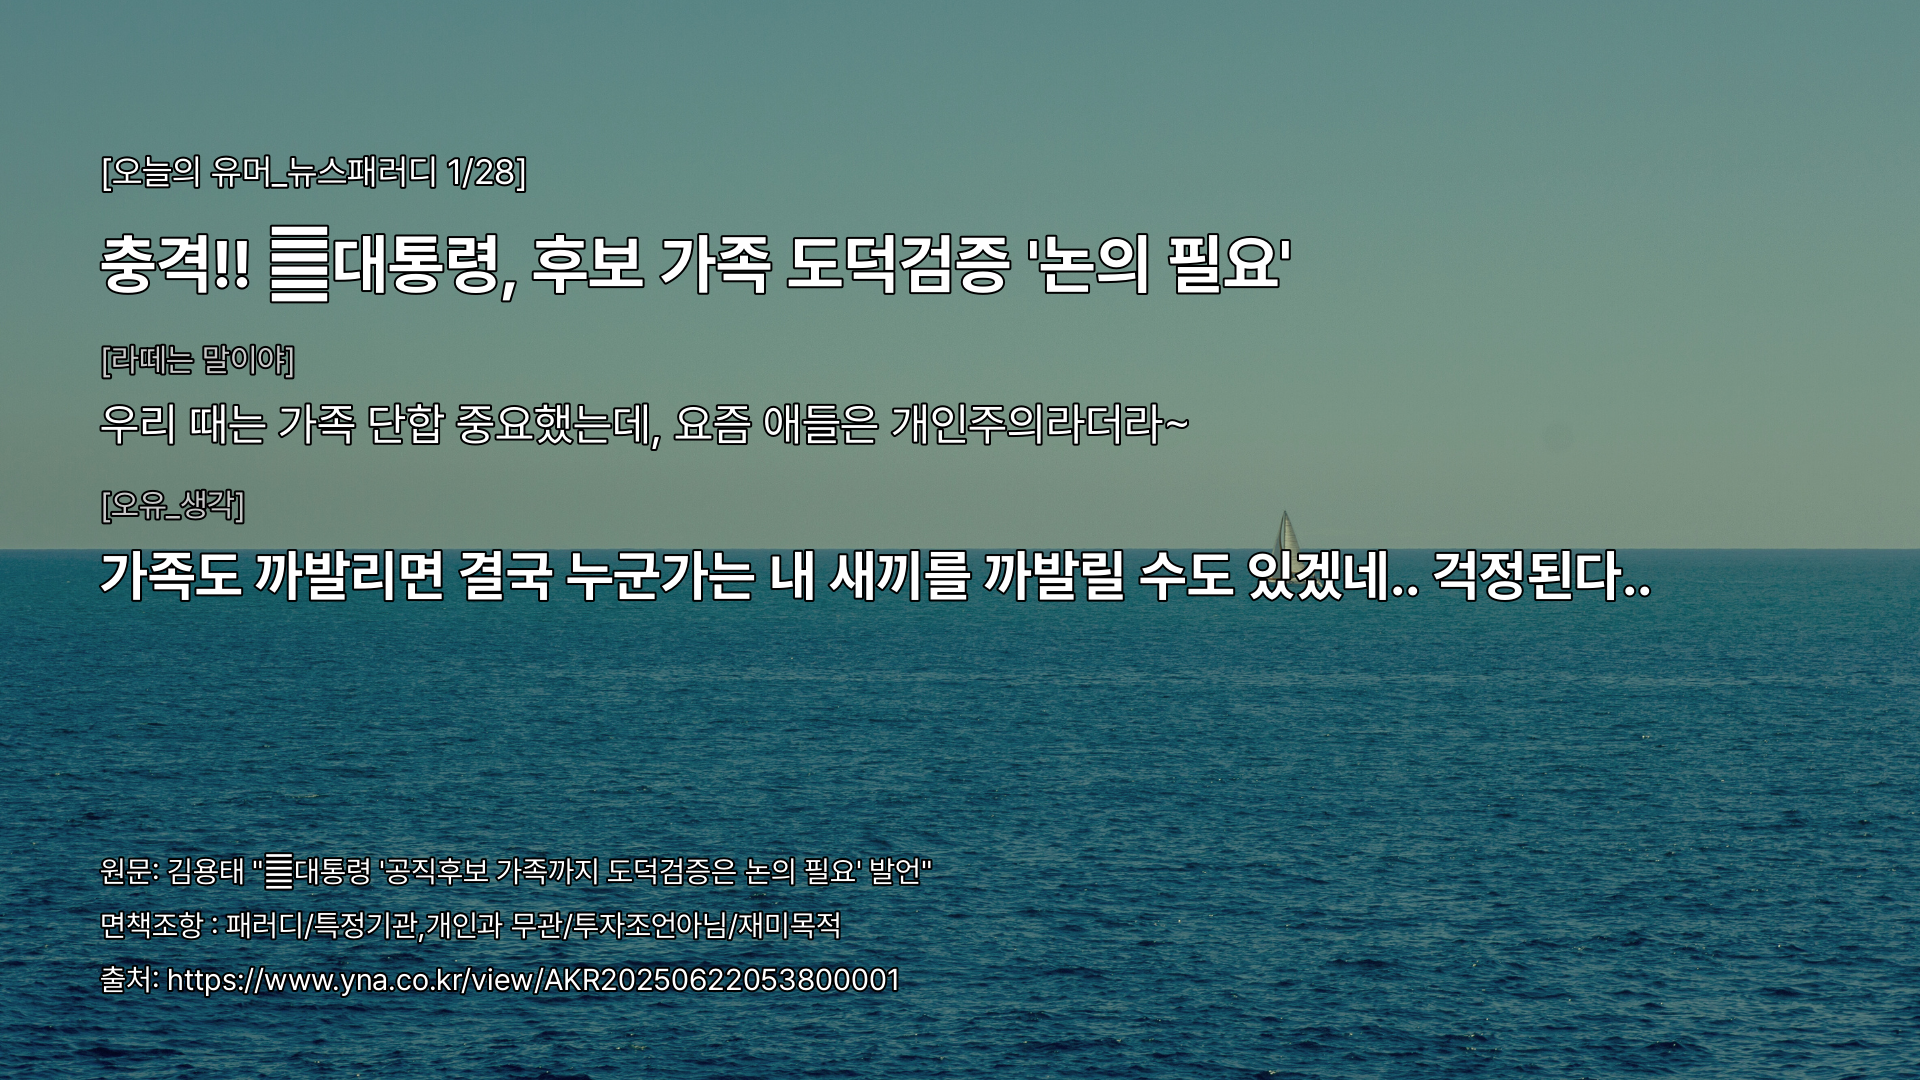 [오늘의 유머_뉴스패러디 1/28]
충격!! 대통령, 후보 가족 도덕검증 '논의 필요'
[라떼는 말이야]
우리 때는 가족 단합 중요했는데, 요즘 애들은 개인주의라더라~
[오유_생각]
가족도 까발리면 결국 누군가는 내 새끼를 까발릴 수도 있겠네.. 걱정된다..
원문: 김용태 "대통령 '공직후보 가족까지 도덕검증은 논의 필요' 발언"
면책조항 : 패러디/특정기관,개인과 무관/투자조언아님/재미목적
출처: https://www.yna.co.kr/view/AKR20250622053800001